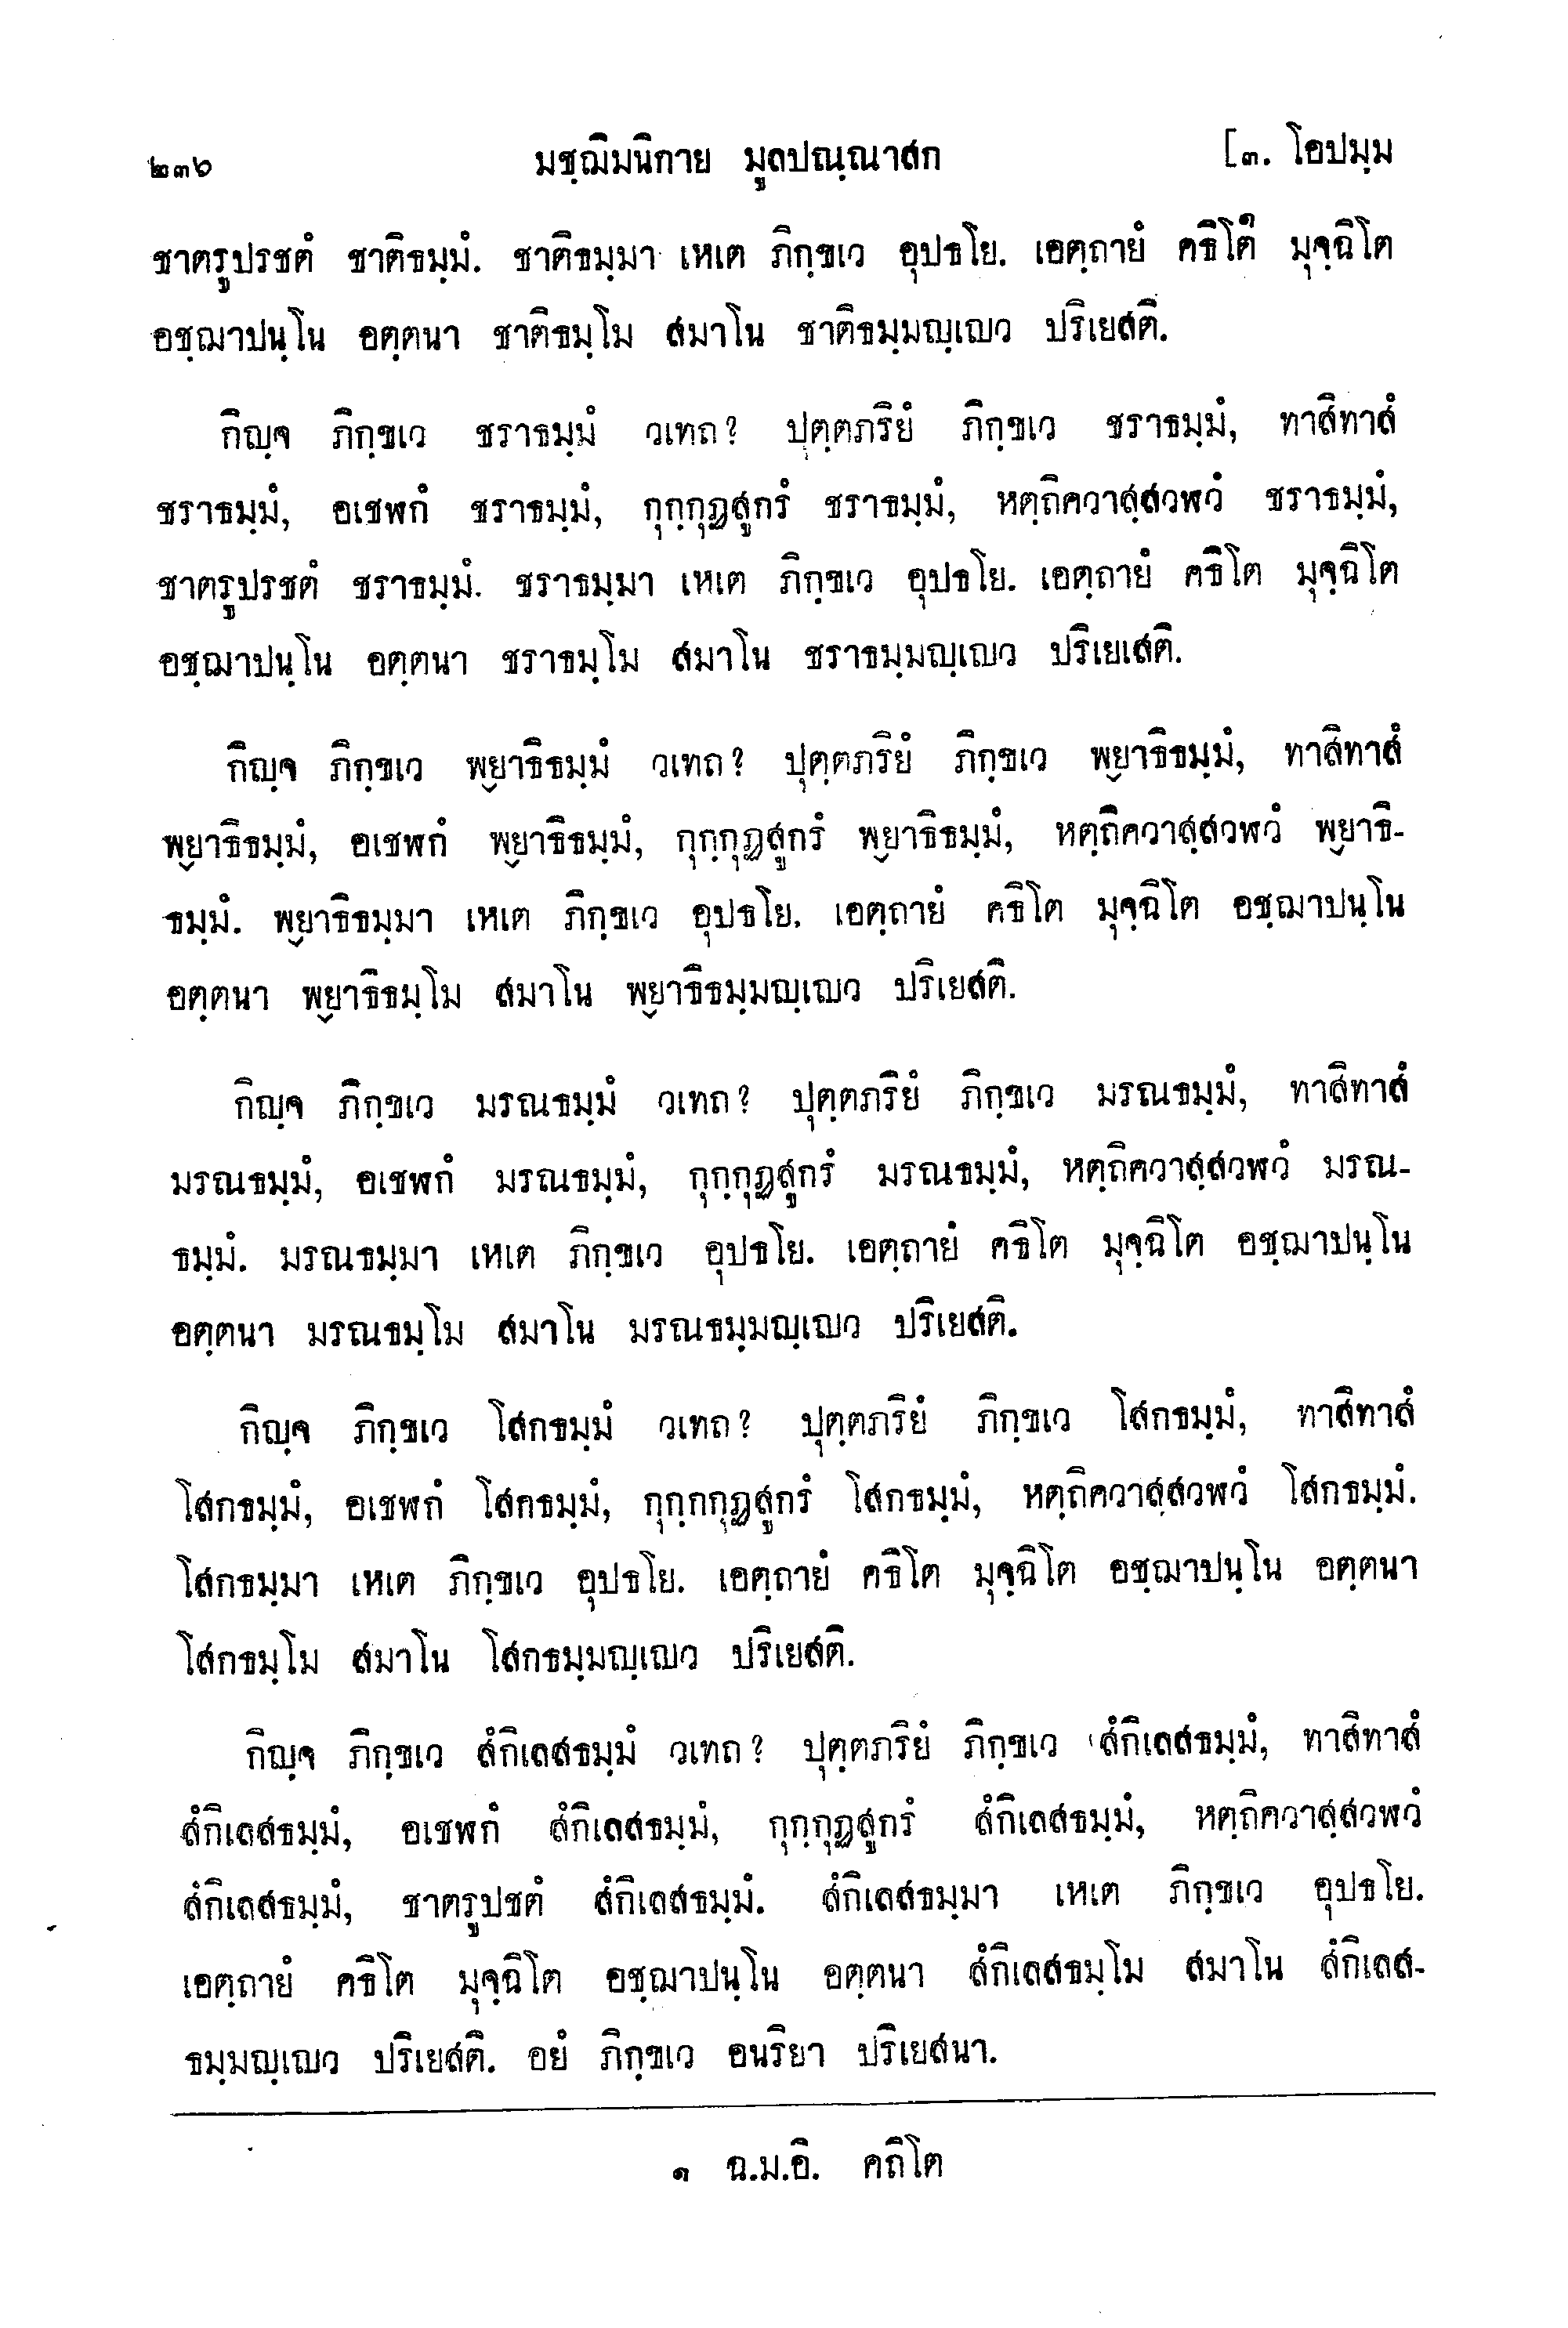 ๒๓๖ มชฺฌิมนิกาย มูลปณฺณาสก [๓. โอปมฺม
ชาตรูปรชตํ ชาติธมฺมํ. ชาติธมฺมา เหเต ภิกฺขเว อุปธโย. เอตฺถายํ คธิโต๑ มุจฺฉิโต
อชฺฌาปนฺโน อตฺตนา ชาติธมฺโม สมาโน ชาติธมฺมญฺเญว ปริเยสติ.
กิญฺจ ภิกฺขเว ชราธมฺมํ วเทถ? ปุตฺตภริยํ ภิกฺขเว ชราธมฺมํ, ทาสิทาสํ
ชราธมฺมํ, อเชฬกํ ชราธมฺมํ, กุกฺกุฏสูกรํ ชราธมฺมํ, หตฺถิควาสฺสวฬวํ ชราธมฺมํ,
ชาตรูปรชตํ ชราธมฺมํ. ชราธมฺมา เหเต ภิกฺขเว อุปธโย. เอตฺถายํ คธิโต มุจฺฉิโต
อชฺฌาปนฺโน อตฺตนา ชราธมฺโม สมาโน ชราธมฺมญฺเญว ปริเยเสติ.
กิญฺจ ภิกฺขเว พฺยาธิธมฺมํ วเทถ? ปุตฺตภริยํ ภิกฺขเว พฺยาธิธมฺมํ, ทาสิทาสํ
พฺยาธิธมฺมํ, อเชฬกํ พฺยาธิธมฺมํ, กุกฺกุฏสูกรํ พฺยาธิธมฺมํ, หตฺถิควาสฺสวฬวํ พฺยาธิ-
ธมฺมํ. พฺยาธิธมฺมา เหเต ภิกฺขเว อุปธโย. เอตฺถายํ คธิโต มุจฺฉิโต อชฺฌาปนฺโน
อตฺตนา พฺยาธิธมฺโม สมาโน พฺยาธิธมฺมญฺเญว ปริเยสติ.
กิญฺจ ภิกฺขเว มรณธมฺมํ วเทถ? ปุตฺตภริยํ ภิกฺขเว มรณธมฺมํ, ทาสิทาสํ
มรณธมฺมํ, อเชฬกํ มรณธมฺมํ, กุกฺกุฏสูกรํ มรณธมฺมํ, หตฺถิควาสฺสวฬวํ มรณ-
ธมฺมํ. มรณธมฺมา เหเต ภิกฺขเว อุปธโย. เอตฺถายํ คธิโต มุจฺฉิโต อชฺฌาปนฺโน
อตฺตนา มรณธมฺโม สมาโน มรณธมฺมญฺเญว ปริเยสติ.
กิญฺจ ภิกฺขเว โสกธมฺมํ วเทถ? ปุตฺตภริยํ ภิกฺขเว โสกธมฺมํ, ทาสิทาสํ
โสกธมฺมํ, อเชฬกํ โสกธมฺมํ, กุกฺกกุฏสูกรํ โสกธมฺมํ, หตฺถิควาสฺสวฬวํ โสกธมฺมํ.
โสกธมฺมา เหเต ภิกฺขเว อุปธโย. เอตฺถายํ คธิโต มุจฺฉิโต อชฺฌาปนฺโน อตฺตนา
โสกธมฺโม สมาโน โสกธมฺมญฺเญว ปริเยสติ.
กิญฺจ ภิกฺขเว สํกิเลสธมฺมํ วเทถ? ปุตฺตภริยํ ภิกฺขเว สํกิเลสธมฺมํ, ทาสิทาสํ
สํกิเลสธมฺมํ, อเชฬกํ สํกิเลสธมฺมํ, กุกฺกุฏสูกรํ สํกิเลสธมฺมํ, หตฺถิควาสฺสวฬวํ
สํกิเลสธมฺมํ, ชาตรูปชตํ สํกิเลสธมฺมํ. สํกิเลสธมฺมา เหเต ภิกฺขเว อุปธโย.
เอตฺถายํ คธิโต มุจฺฉิโต อชฺฌาปนฺโน อตฺตนา สํกิเลสธมฺโม สมาโน สํกิเลส-
ธมฺมญฺเญว ปริเยสติ. อยํ ภิกฺขเว อนริยา ปริเยสนา.
๑ ฉ.ม.อิ. คถิโต